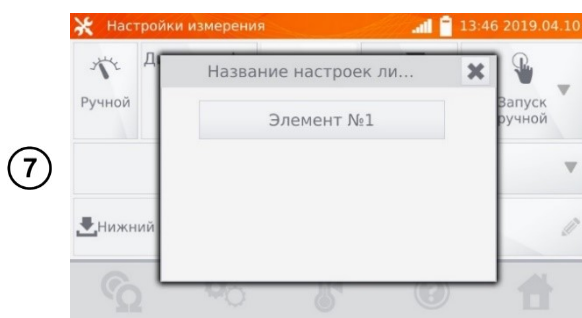 Настройки измерения 13:46 2019.04.10
Название настроек ли...
Ручной
Запуск
ручной
Элемент №1
7
Нижний